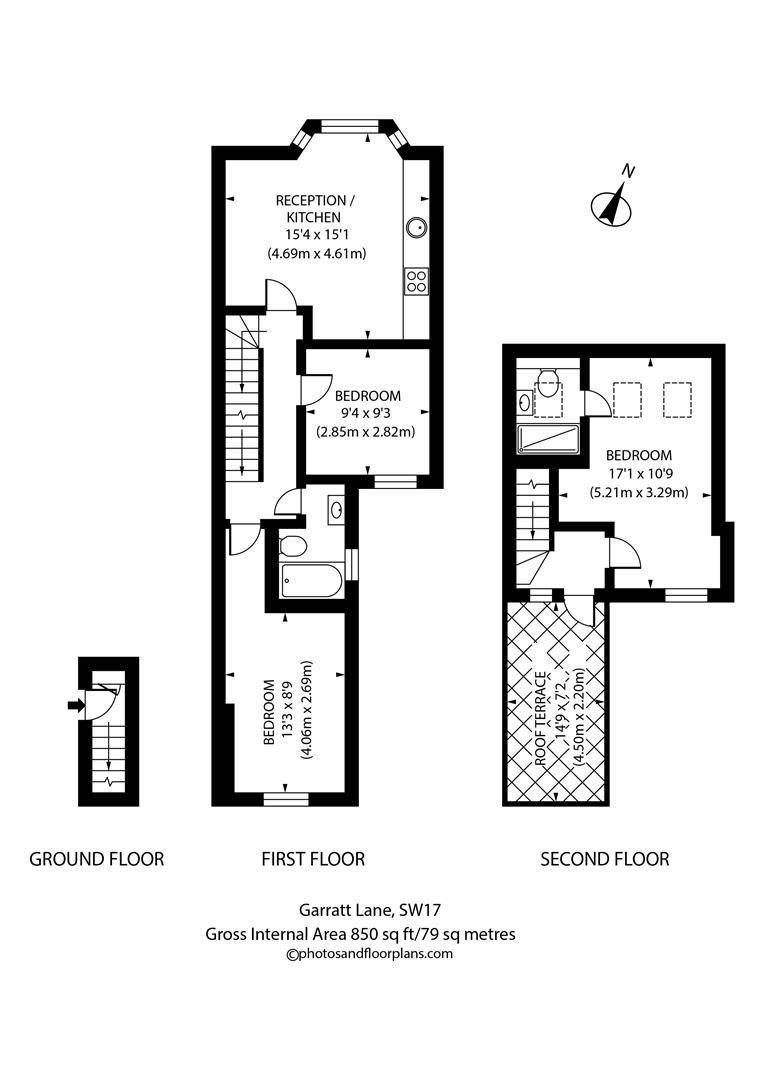 N
RECEPTION /
KITCHEN
15'4 x 15'1
(4.69m x 4.61m)
BEDROOM
9'4 x 9'3
(2.85m x 2.82m)
BEDROOM
17'1 x 10'9
(5.21m x 3.29m)
BEDROOM
13'3 x 8'9
(4.06m x 2.69m)
ROOF TERRACE
14'9 x 7'2
(4.50m x 2.20m)
GROUND FLOOR
FIRST FLOOR
SECOND FLOOR
Garratt Lane, SW17
Gross Internal Area 850 sq ft/79 sq metres
©photosandfloorplans.com